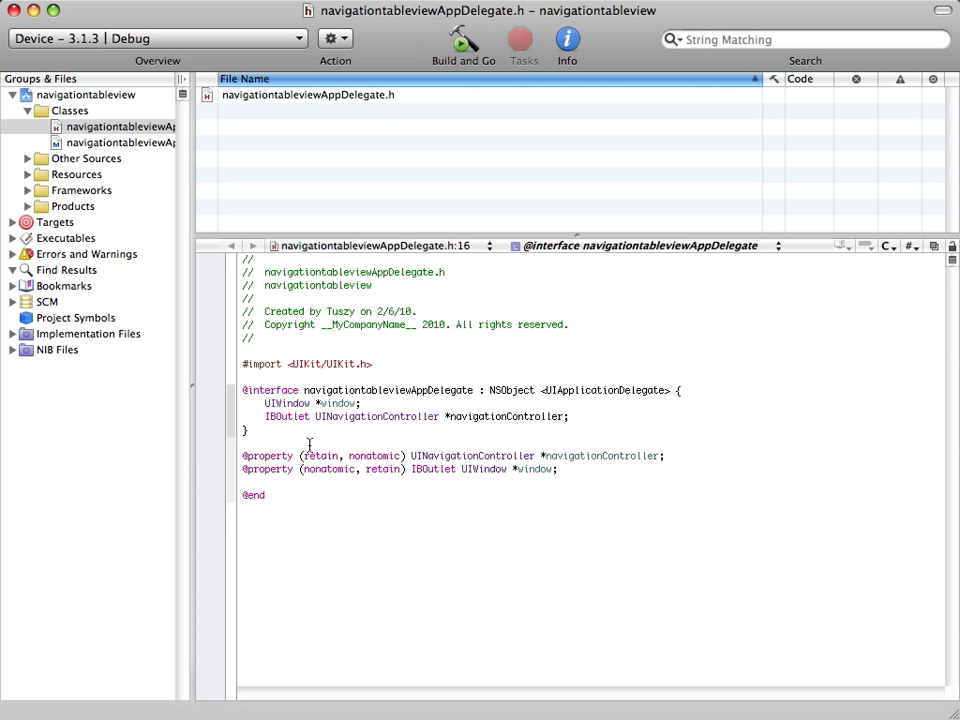 navigationtableviewAppDelegate.h – navigationtableview
Device - 3.1.3 | Debug
String Matching
Overview
Action
Build and Go
Tasks
Info
Search
Groups & Files
File Name
Code
navigationtableview
navigationtableviewAppDelegate.h
Classes
navigationtableviewAp
navigationtableviewAp
Other Sources
Resources
Frameworks
Products
Targets
Executables
Errors and Warnings
Find Results
Bookmarks
SCM
Project Symbols
Implementation Files
NIB Files
navigationtableviewAppDelegate.h:16
@interface navigationtableviewAppDelegate
C
#
//
//  navigationtableviewAppDelegate.h
//  navigationtableview
//
//  Created by Tuszy on 2/6/10.
//  Copyright __MyCompanyName__ 2010. All rights reserved.
//
#import <UIKit/UIKit.h>
@interface navigationtableviewAppDelegate : NSObject <UIApplicationDelegate> {
UIWindow *window;
IBOutlet UINavigationController *navigationController;
}
@property (retain, nonatomic) UINavigationController *navigationController;
@property (nonatomic, retain) IBOutlet UIWindow *window;
@end